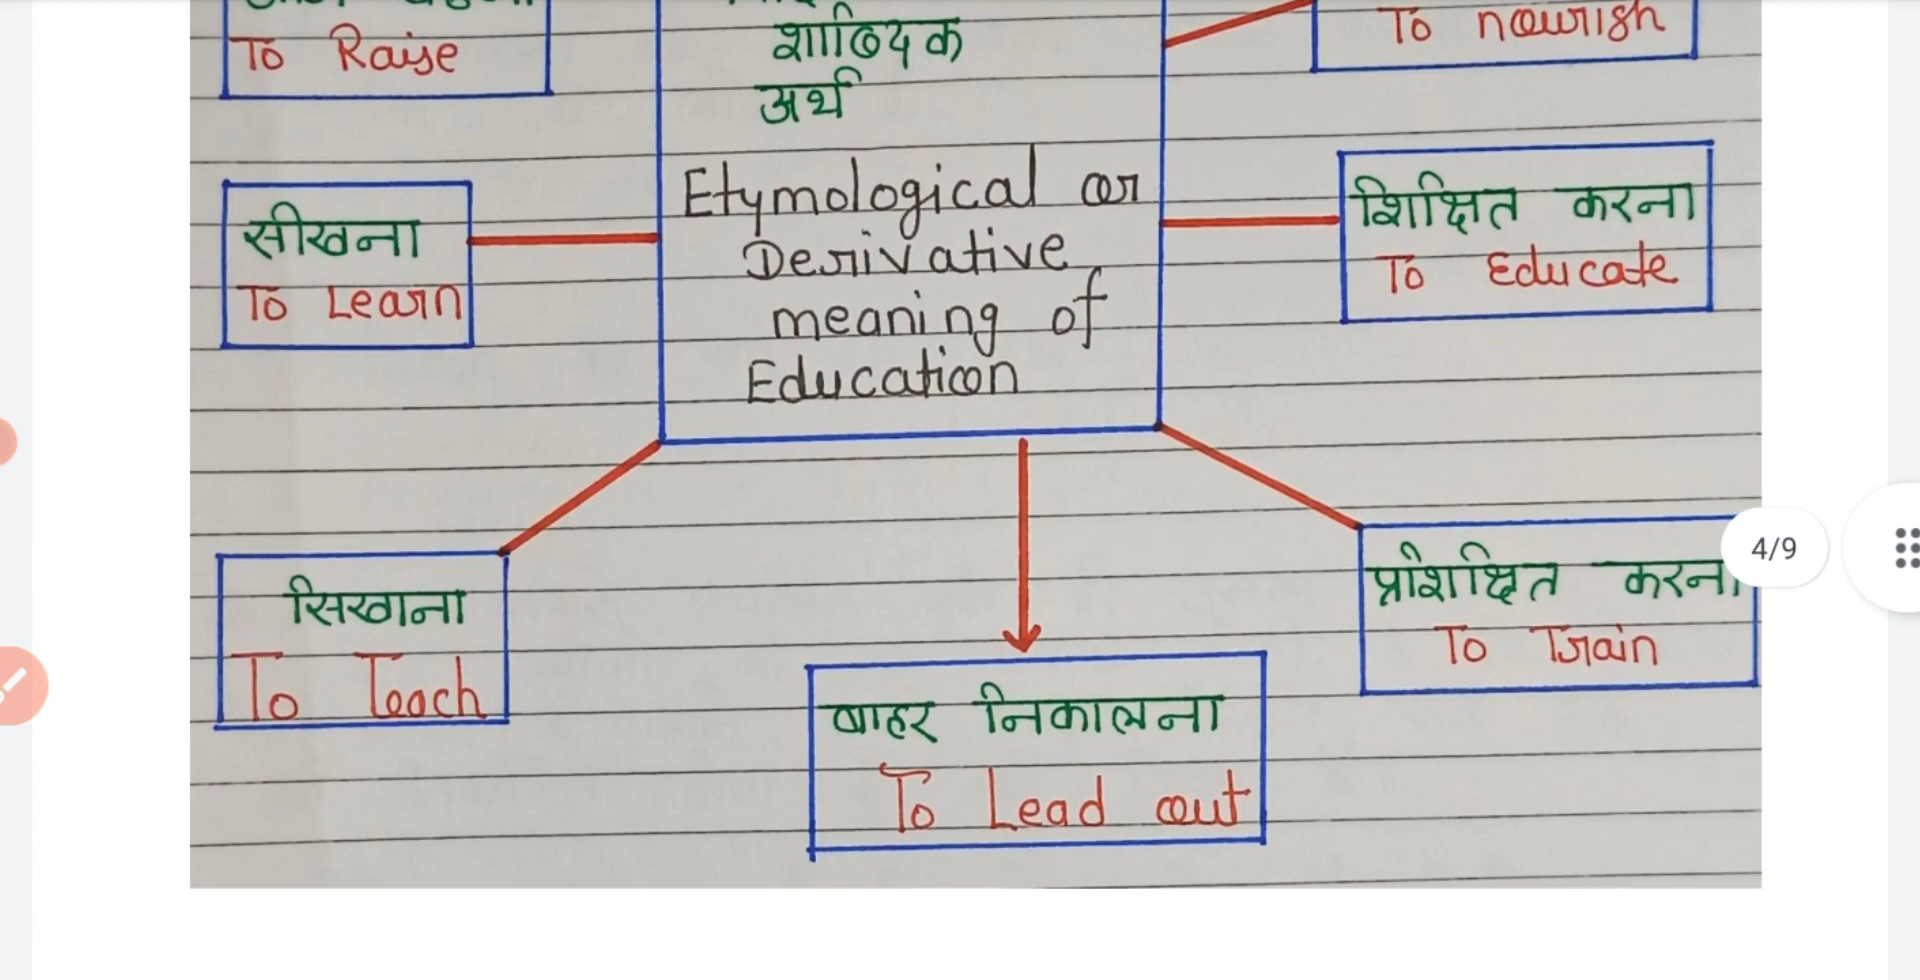 To Raise
शाब्दिक
अर्थ
To nourish
Etymological or
Derivative
meaning of
Education
सीखना
To Learn
शिक्षित करना
To Educate
सिखाना
To Teach
बाहर निकालना
To Lead out
प्रशिक्षित करना
To Train
4/9